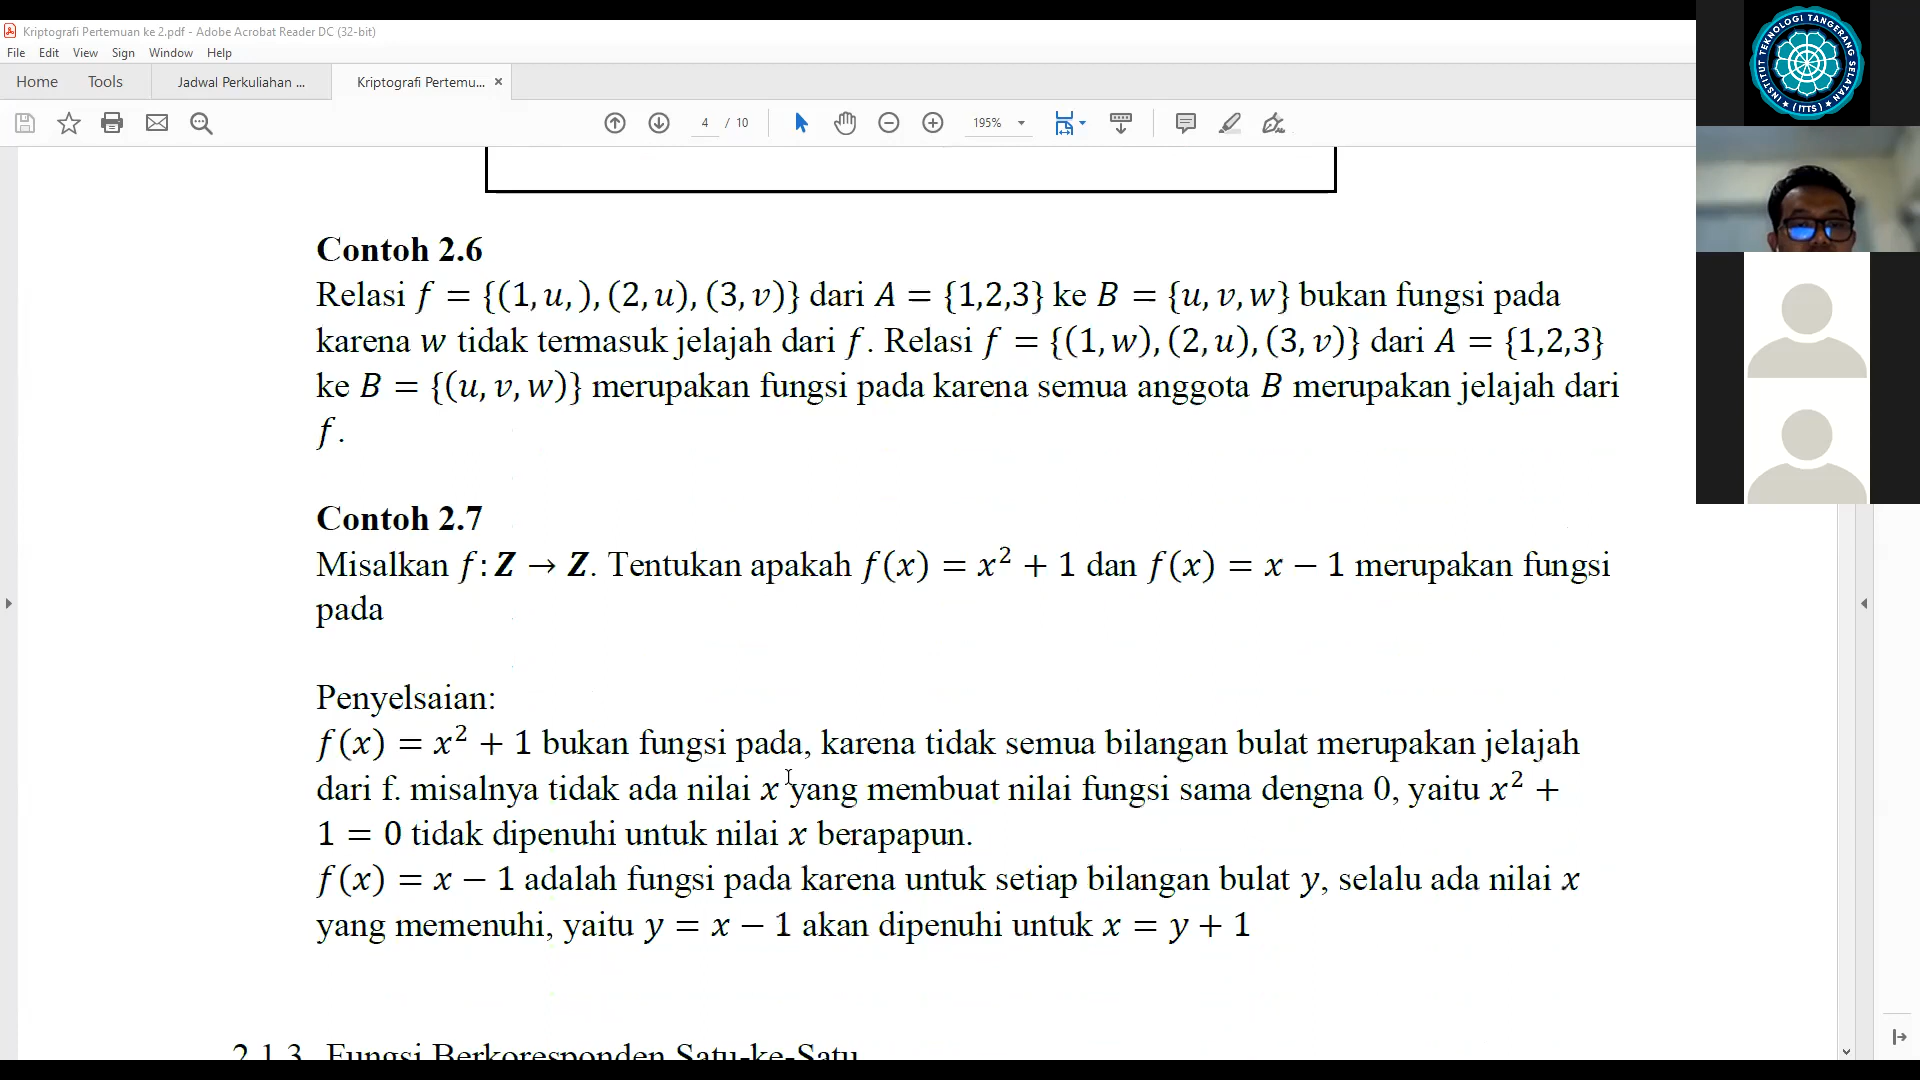 Kriptografi Pertemuan ke 2.pdf - Adobe Acrobat Reader DC (32-bit)
File Edit View Sign Window Help
Home Tools Jadwal Perkuliahan ... Kriptografi Pertemu... ×
4 / 10 195%
INSTITUT TEKNOLOGI TANGERANG SELATAN
(ITTS)
Contoh 2.6
Relasi f = {(1, u, ), (2, u), (3, v)} dari A = {1,2,3} ke B = {u, v, w} bukan fungsi pada
karena w tidak termasuk jelajah dari f. Relasi f = {(1, w), (2, u), (3, v)} dari A = {1,2,3}
ke B = {(u, v, w)} merupakan fungsi pada karena semua anggota B merupakan jelajah dari
f.
Contoh 2.7
Misalkan f: Z → Z. Tentukan apakah f(x) = x² + 1 dan f(x) = x − 1 merupakan fungsi
pada
Penyelsaian:
f(x) = x² + 1 bukan fungsi pada, karena tidak semua bilangan bulat merupakan jelajah
dari f. misalnya tidak ada nilai x yang membuat nilai fungsi sama dengna 0, yaitu x² +
1 = 0 tidak dipenuhi untuk nilai x berapapun.
f(x) = x − 1 adalah fungsi pada karena untuk setiap bilangan bulat y, selalu ada nilai x
yang memenuhi, yaitu y = x − 1 akan dipenuhi untuk x = y + 1
2.1.3 Fungsi Berkoresponden Satu-ke-Satu